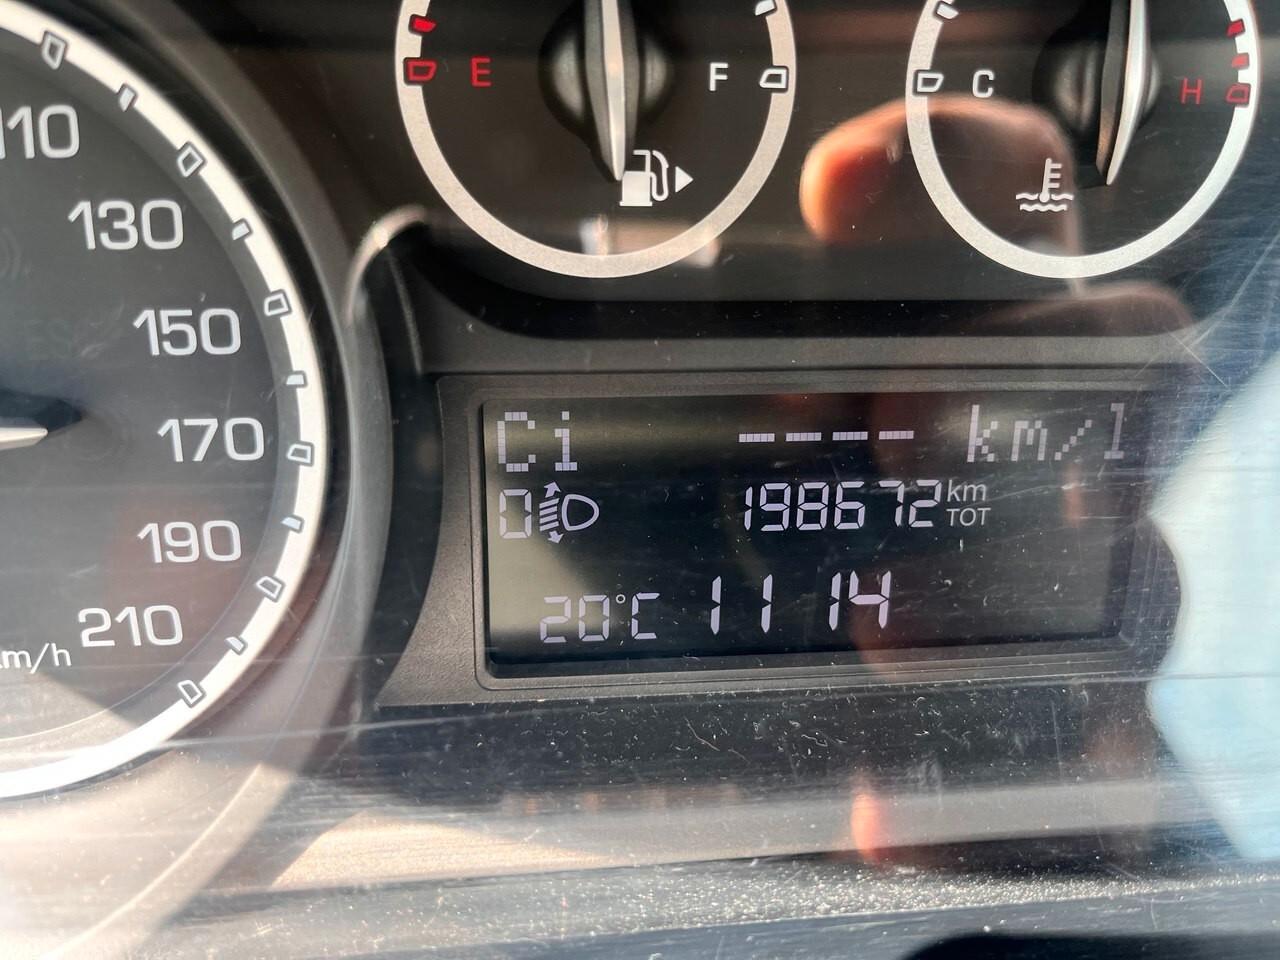 E F
C H
110
130
150
170
190
210
km/h
Ci ---- km/l
0 198672 km TOT
20°C 11 14